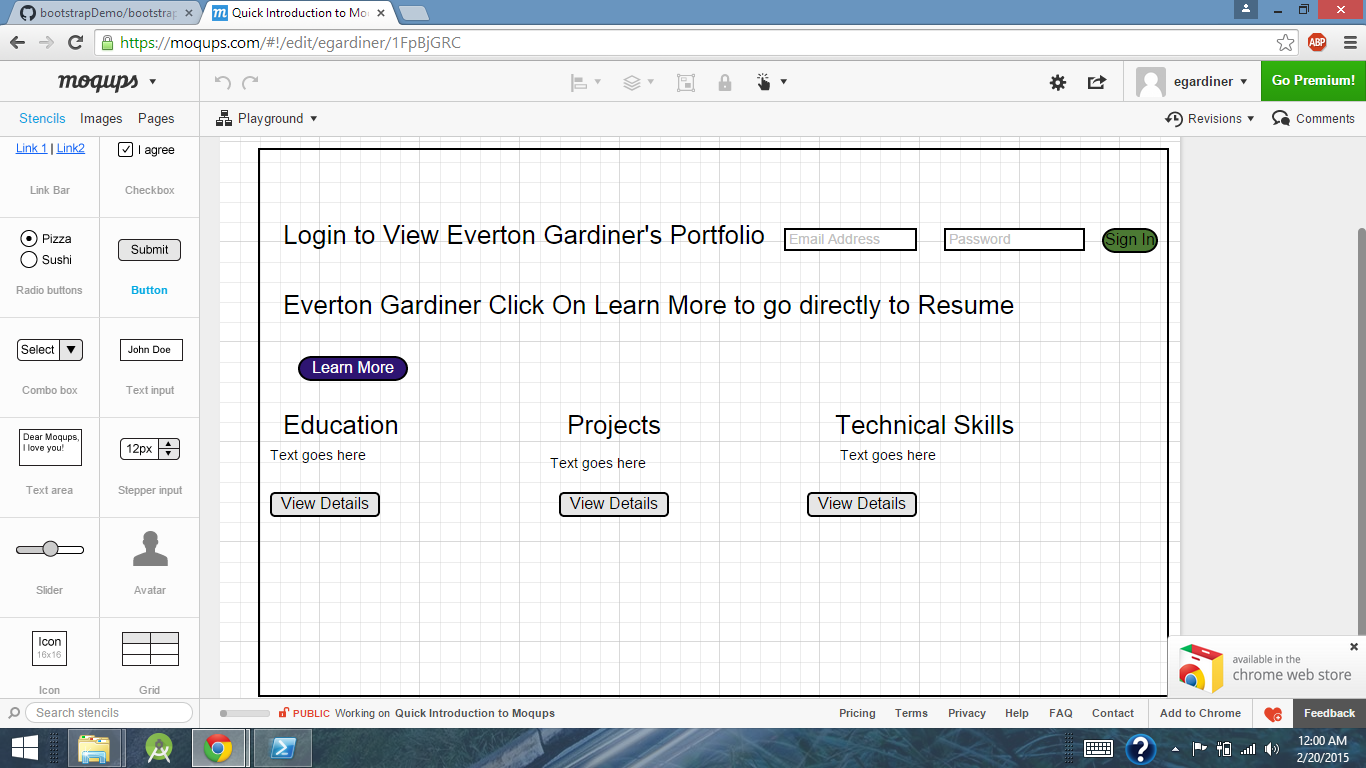 bootstrapDemo/bootstrap
Quick Introduction to Mo
https://moqups.com/#!/edit/egardiner/1FpBjGRC
ABP
moqups
egardiner
Go Premium!
Stencils Images Pages
Playground
Revisions
Comments
Link 1 | Link2
I agree
Link Bar
Checkbox
Pizza
Sushi
Submit
Radio buttons
Button
Select
John Doe
Combo box
Text input
Dear Moqups,
I love you!
12px
Text area
Stepper input
Slider
Avatar
Icon
16x16
Icon
Grid
Search stencils
Login to View Everton Gardiner's Portfolio
Email Address
Password
Sign In
Everton Gardiner Click On Learn More to go directly to Resume
Learn More
Education
Projects
Technical Skills
Text goes here
Text goes here
Text goes here
View Details
View Details
View Details
available in the
chrome web store
PUBLIC Working on Quick Introduction to Moqups
Pricing Terms Privacy Help FAQ Contact Add to Chrome Feedback
12:00 AM
2/20/2015